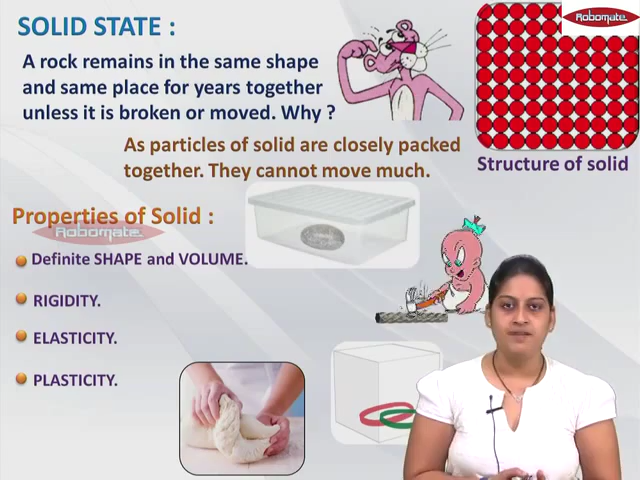 SOLID STATE :
Robomate
A rock remains in the same shape
and same place for years together
unless it is broken or moved. Why ?
As particles of solid are closely packed
together. They cannot move much.
Structure of solid
Properties of Solid :
Robomate
Definite SHAPE and VOLUME.
RIGIDITY.
ELASTICITY.
PLASTICITY.